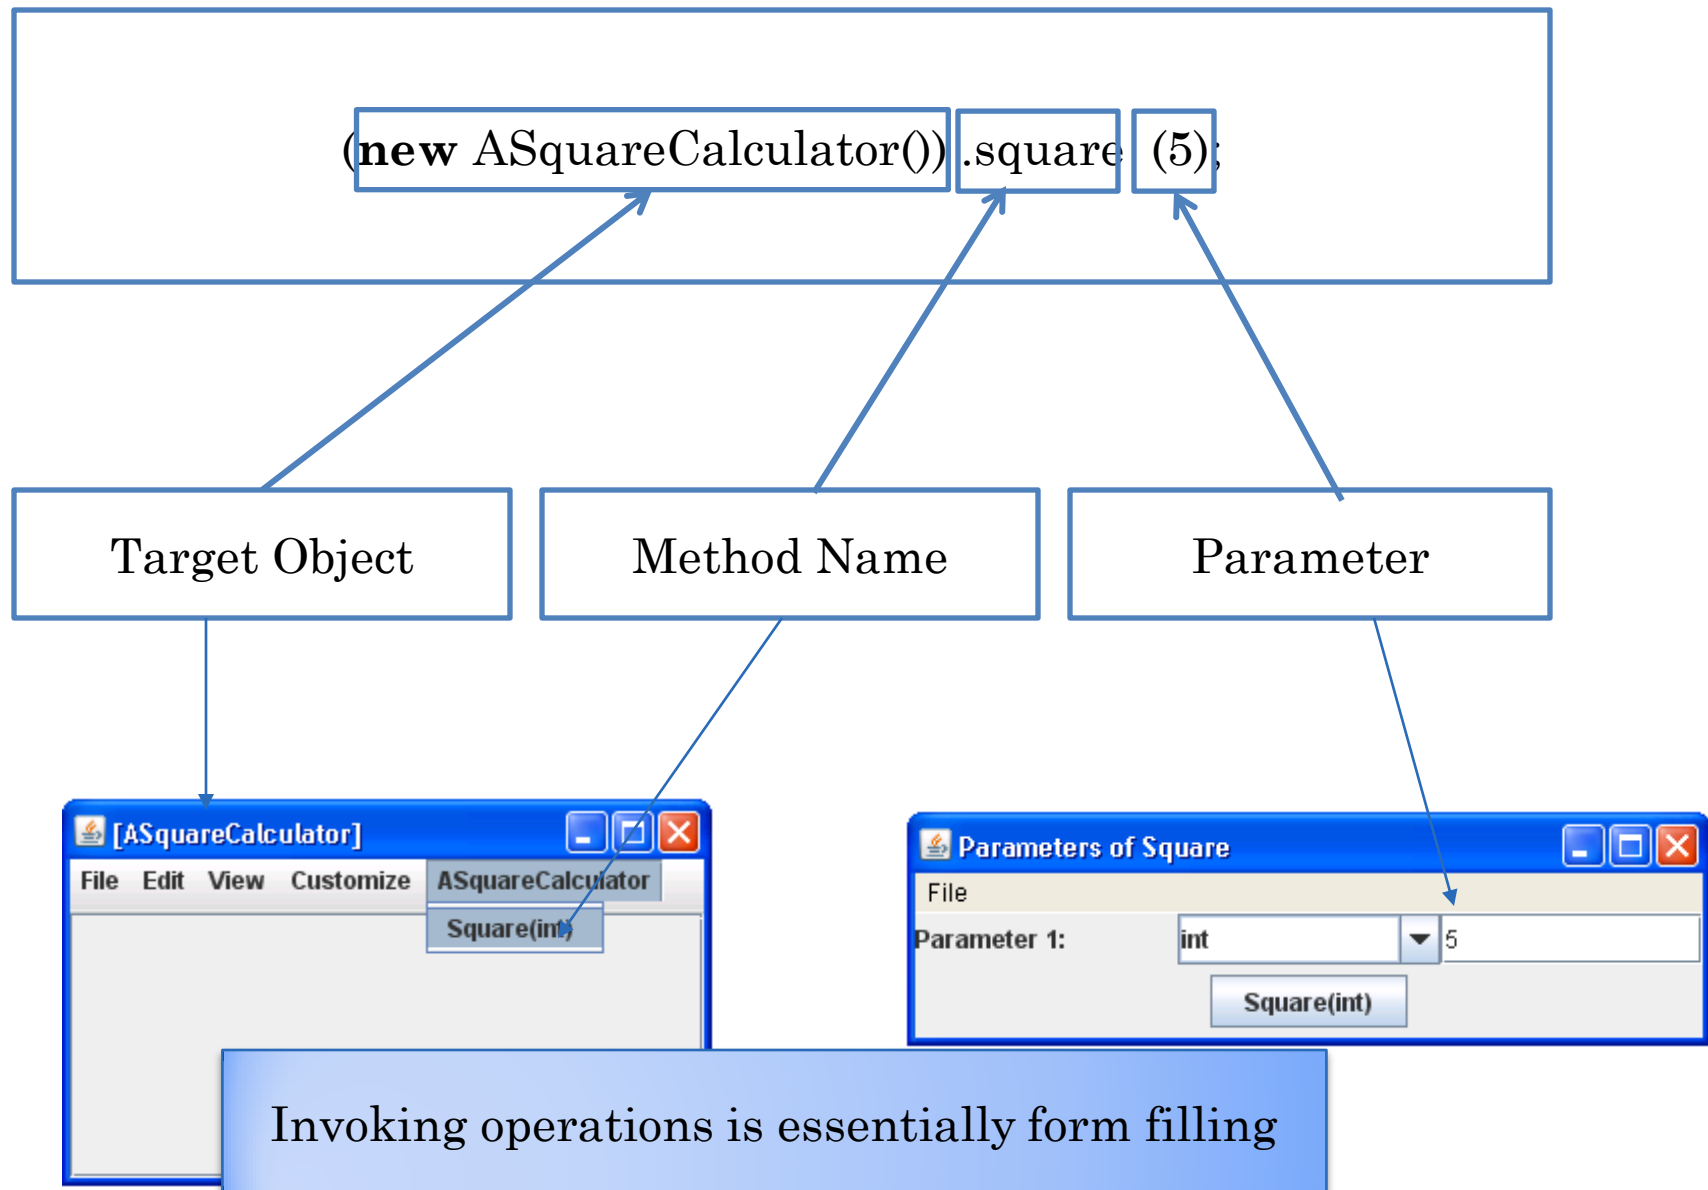 (new ASquareCalculator()) .square (5);
Target Object
Method Name
Parameter
[ASquareCalculator]
File Edit View Customize ASquareCalculator
Square(int)
Parameters of Square
File
Parameter 1: int 5
Square(int)
Invoking operations is essentially form filling